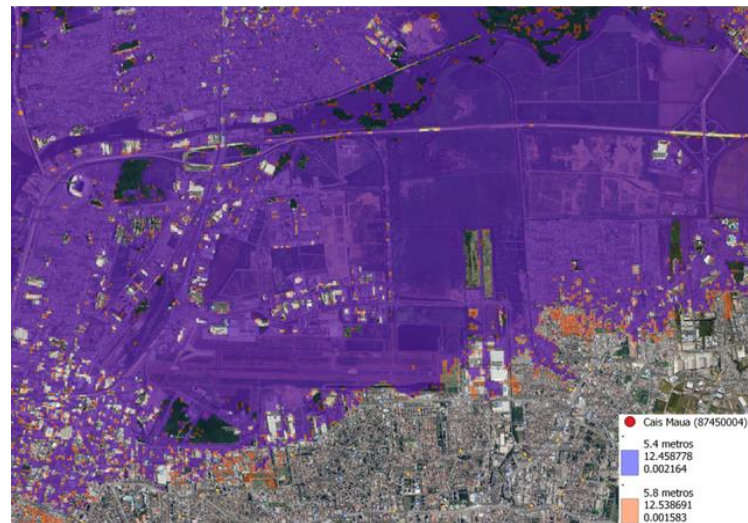 Cais Maua (87450004)
5.4 metros
12.458778
0.002164
5.8 metros
12.538691
0.001583